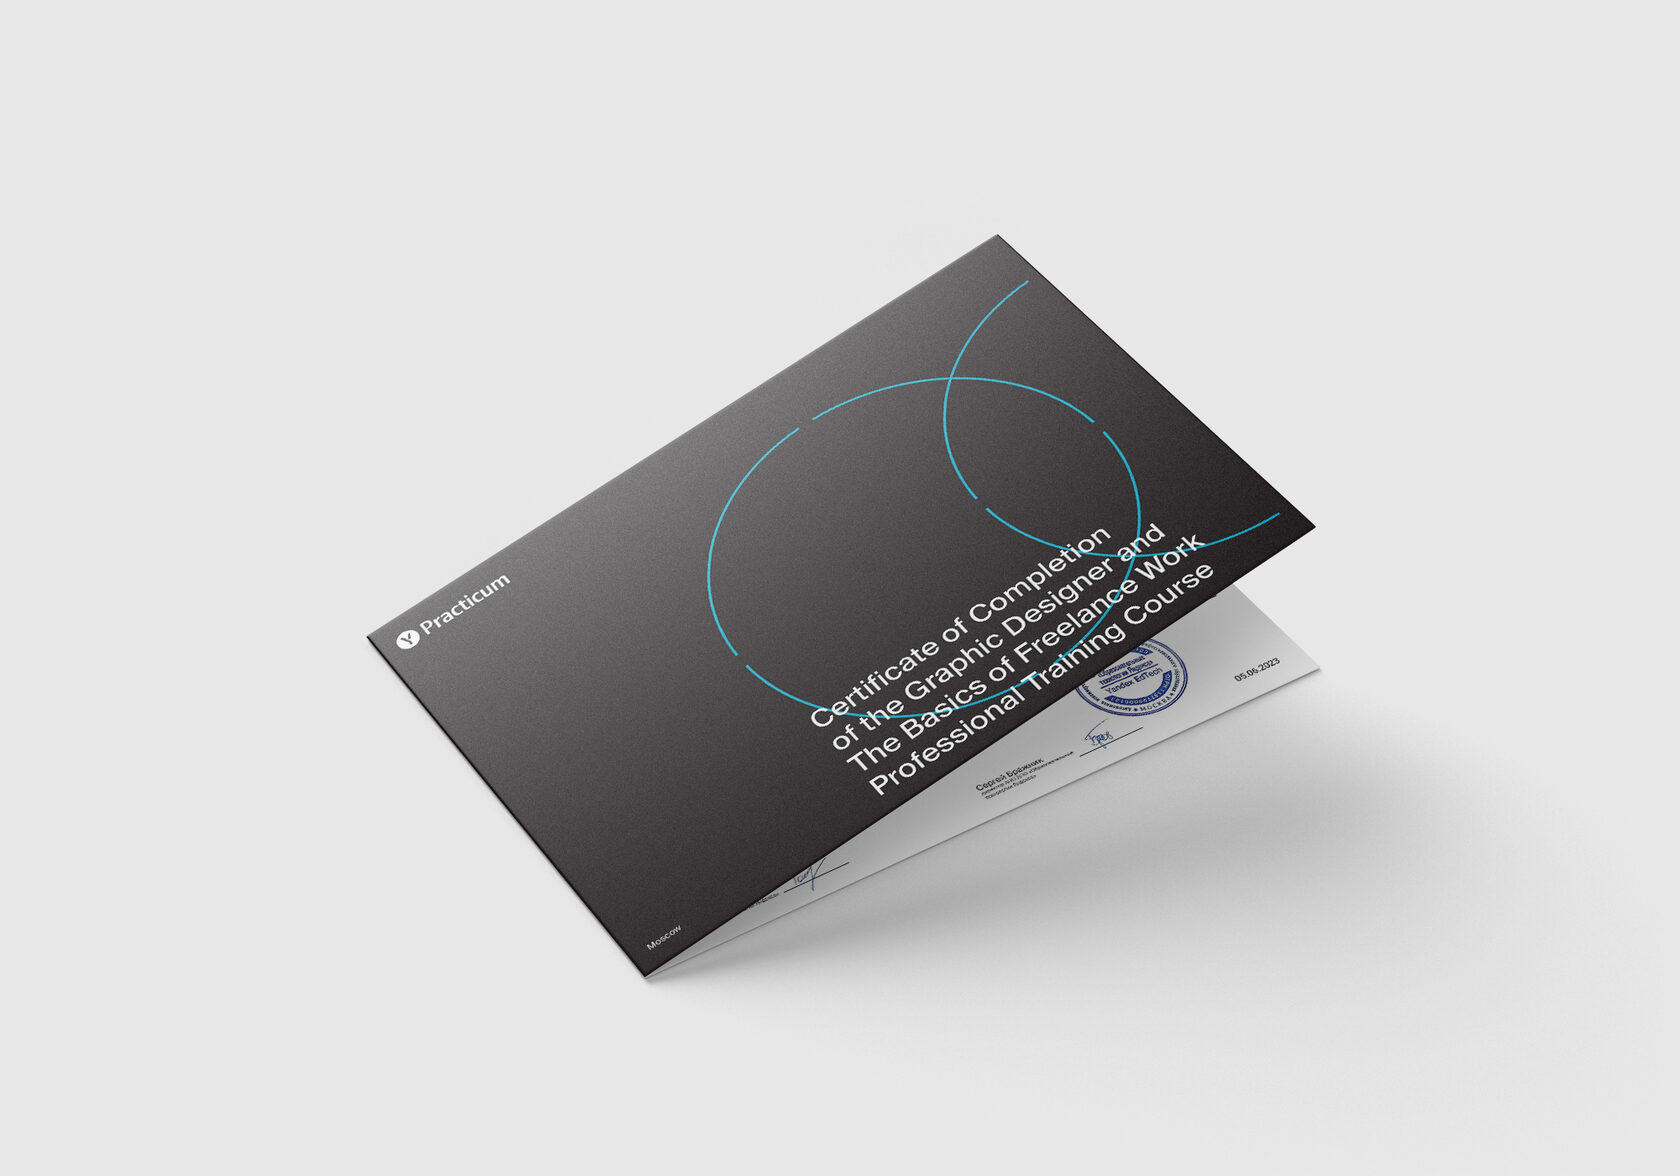 Practicum
Certificate of Completion
of the Graphic Designer and
The Basics of Freelance Work
Professional Training Course
Moscow
Yandex EdTech
МОСКВА
05.06.2023
Сергей Бражник